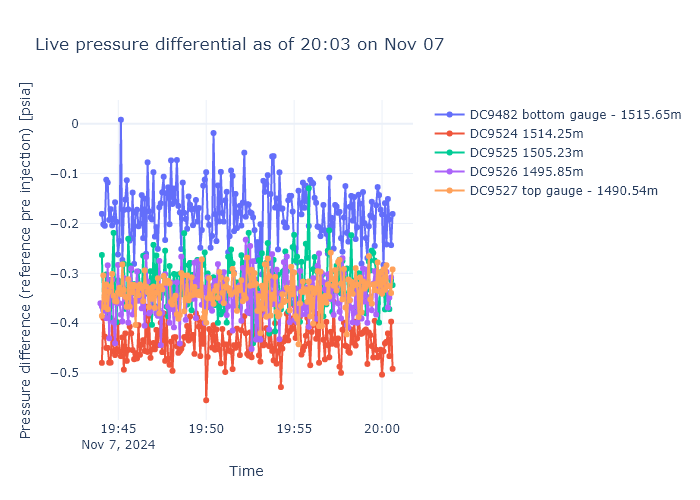 Live pressure differential as of 20:03 on Nov 07
Pressure difference (reference pre injection) [psia]
0
−0.1
−0.2
−0.3
−0.4
−0.5
19:45
Nov 7, 2024
19:50
19:55
20:00
Time
DC9482 bottom gauge - 1515.65m
DC9524 1514.25m
DC9525 1505.23m
DC9526 1495.85m
DC9527 top gauge - 1490.54m